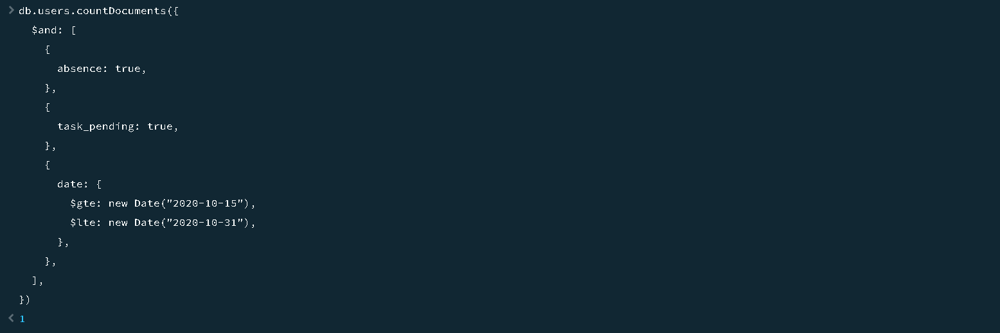 > db.users.countDocuments({
$and: [
{
absence: true,
},
{
task_pending: true,
},
{
date: {
$gte: new Date("2020-10-15"),
$lte: new Date("2020-10-31"),
},
},
],
})
< 1